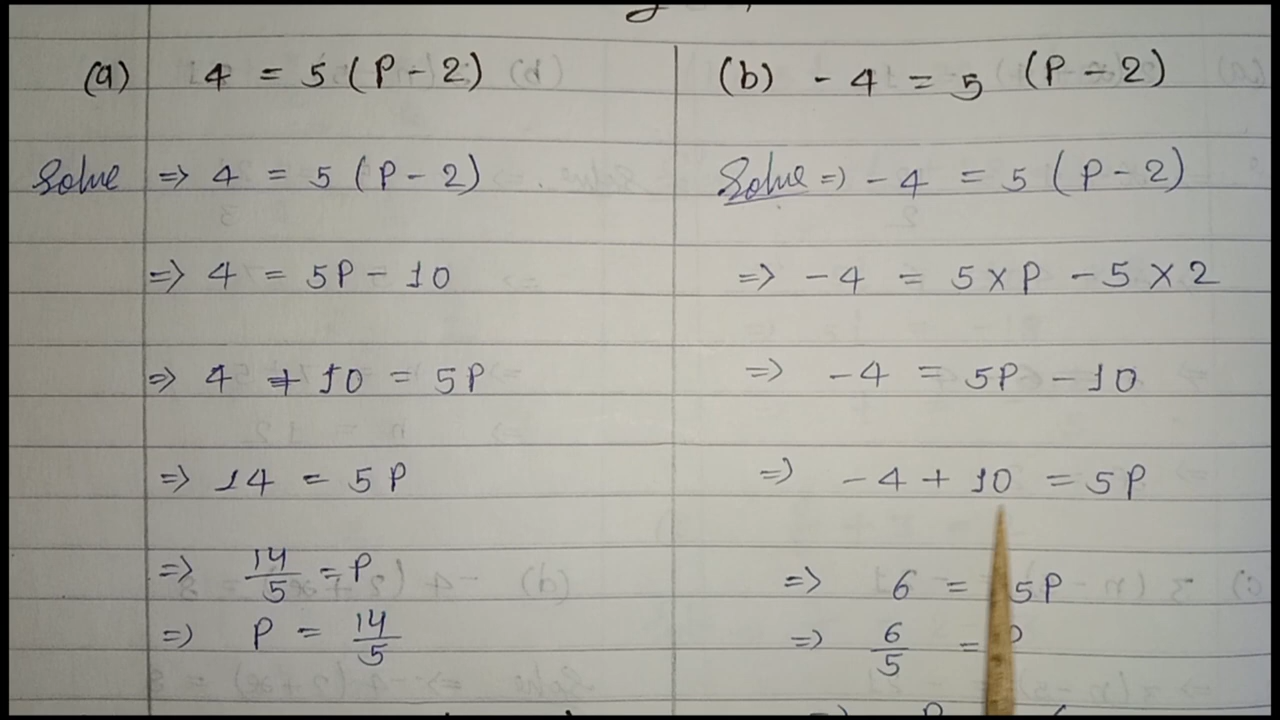 (a) 4 = 5 (P - 2)
Solve => 4 = 5 (P - 2)
=> 4 = 5P - 10
=> 4 + 10 = 5P
=> 14 = 5P
=> 14/5 = P
=> P = 14/5
(b) - 4 = 5 (P - 2)
Solve => - 4 = 5 (P - 2)
=> - 4 = 5 X P - 5 X 2
=> - 4 = 5P - 10
=> - 4 + 10 = 5P
=> 6 = 5P
=> 6/5 = P